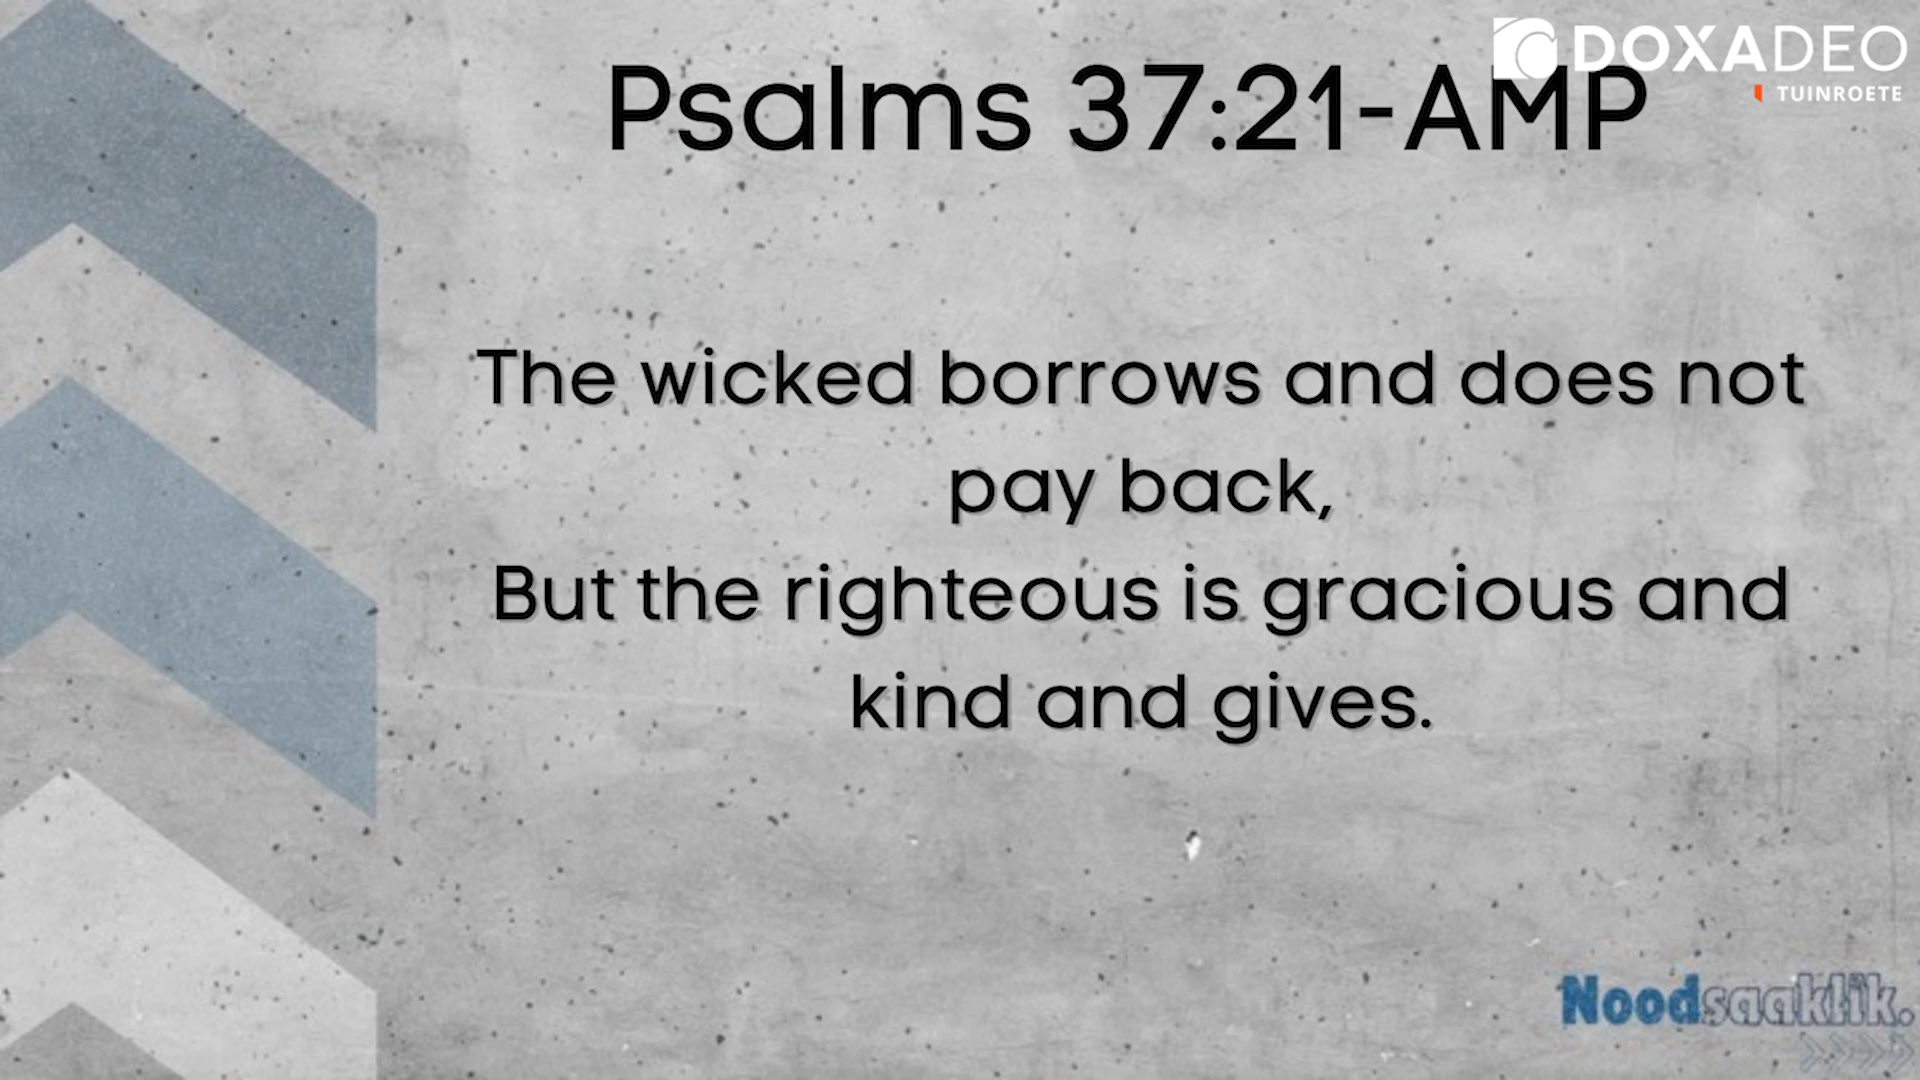 DOXADEO
TUINROETE
Psalms 37:21-AMP
The wicked borrows and does not
pay back,
But the righteous is gracious and
kind and gives.
Noodsaaklik.